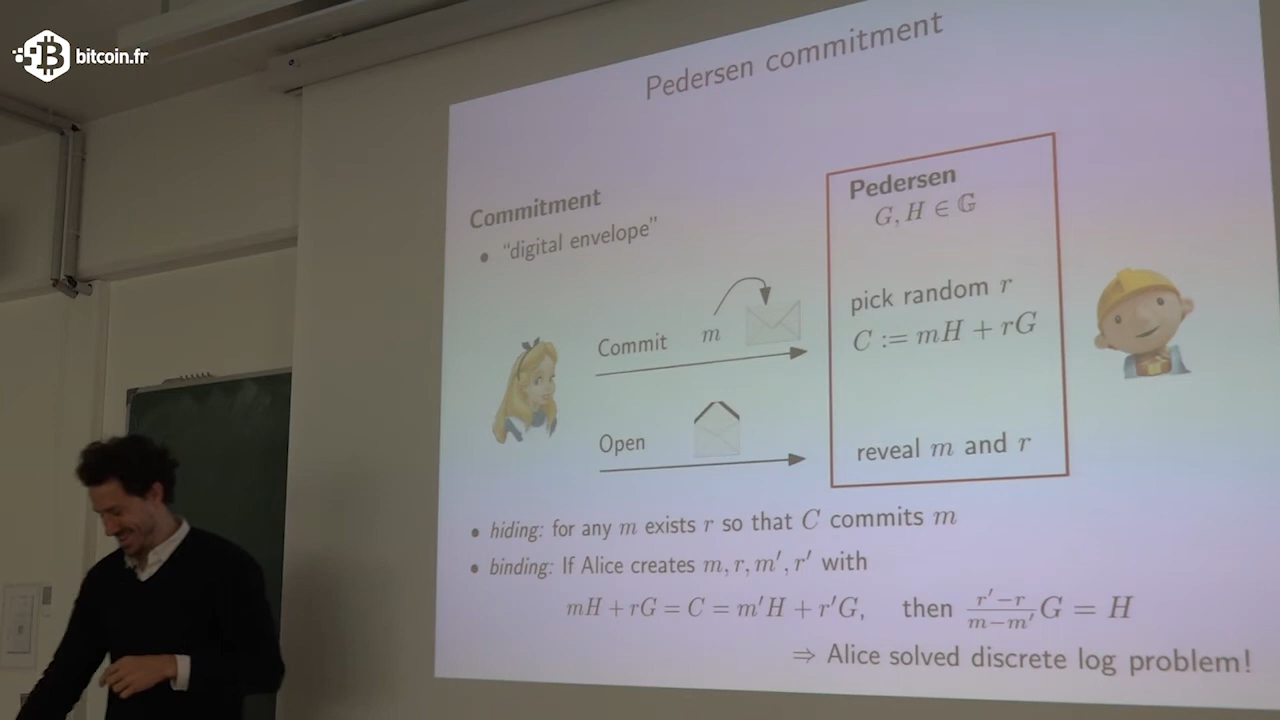 bitcoin.fr
Pedersen commitment
Commitment
• "digital envelope"
Commit m
Open
Pedersen
G, H ∈ 𝔾
pick random r
C := mH + rG
reveal m and r
• hiding: for any m exists r so that C commits m
• binding: If Alice creates m, r, m′, r′ with
mH + rG = C = m′H + r′G, then \frac{r′−r}{m−m′}G = H
⇒ Alice solved discrete log problem!